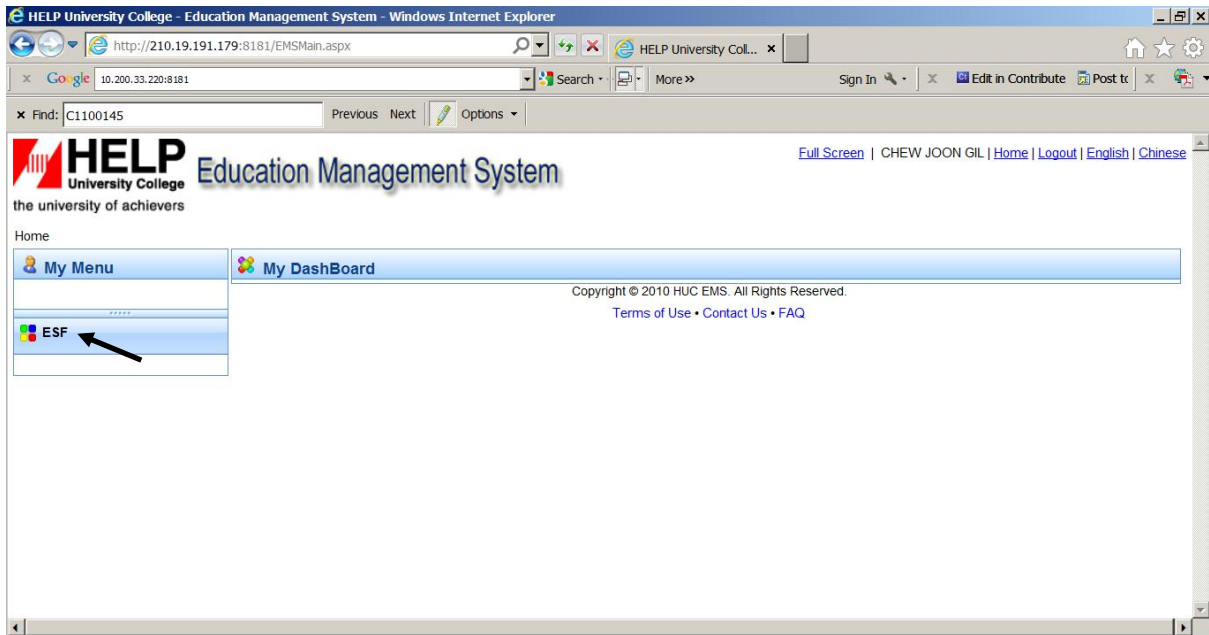 HELP University College - Education Management System - Windows Internet Explorer
http://210.19.191.179:8181/EMSMain.aspx
HELP University Coll...
Google 10.200.33.220:8181 Search More >> Sign In Edit in Contribute Post to
x Find: C1100145 Previous Next Options
HELP
University College
the university of achievers
Education Management System
Full Screen | CHEW JOON GIL | Home | Logout | English | Chinese
Home
My Menu
My DashBoard
Copyright © 2010 HUC EMS. All Rights Reserved.
Terms of Use • Contact Us • FAQ
ESF